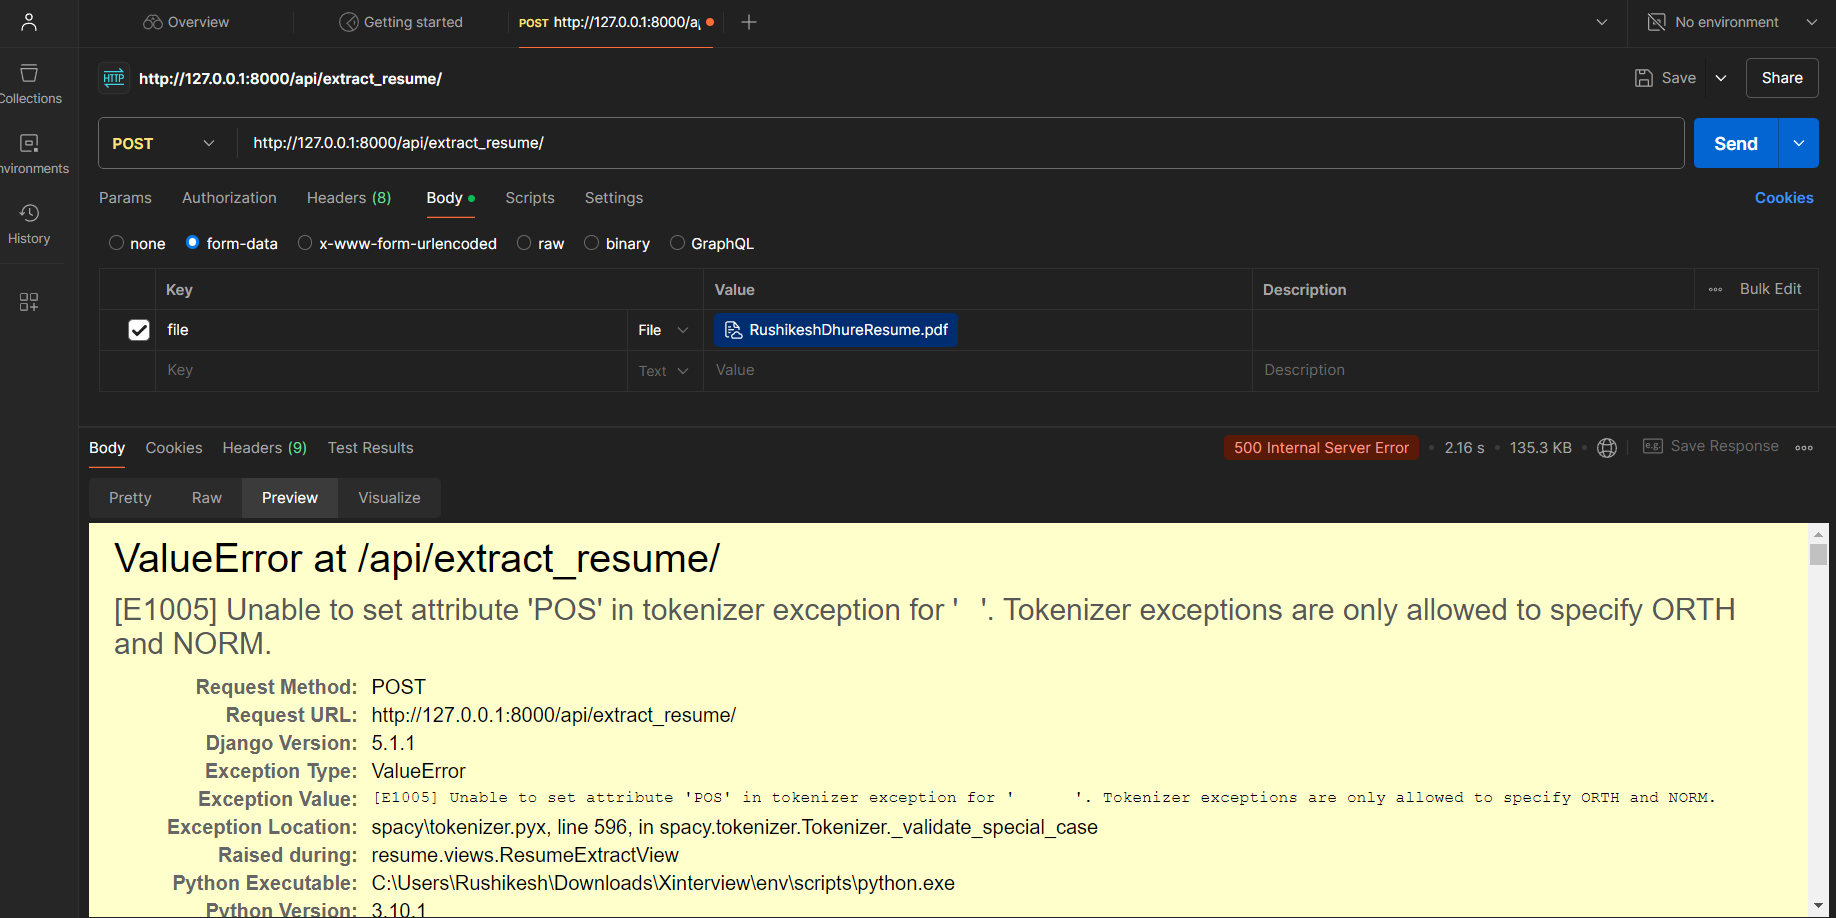 Overview
Getting started
POST http://127.0.0.1:8000/a
No environment
HTTP http://127.0.0.1:8000/api/extract_resume/
Save
Share
Collections
nvironments
History
POST
http://127.0.0.1:8000/api/extract_resume/
Send
Params Authorization Headers (8) Body Scripts Settings
Cookies
none form-data x-www-form-urlencoded raw binary GraphQL
Key Value Description Bulk Edit
file File RushikeshDhureResume.pdf
Key Text Value Description
Body Cookies Headers (9) Test Results
500 Internal Server Error 2.16 s 135.3 KB e.g. Save Response
Pretty Raw Preview Visualize
ValueError at /api/extract_resume/
[E1005] Unable to set attribute 'POS' in tokenizer exception for ' '. Tokenizer exceptions are only allowed to specify ORTH
and NORM.
Request Method: POST
Request URL: http://127.0.0.1:8000/api/extract_resume/
Django Version: 5.1.1
Exception Type: ValueError
Exception Value: [E1005] Unable to set attribute 'POS' in tokenizer exception for ' '. Tokenizer exceptions are only allowed to specify ORTH and NORM.
Exception Location: spacy\tokenizer.pyx, line 596, in spacy.tokenizer.Tokenizer._validate_special_case
Raised during: resume.views.ResumeExtractView
Python Executable: C:\Users\Rushikesh\Downloads\Xinterview\env\scripts\python.exe
Python Version: 3.10.1